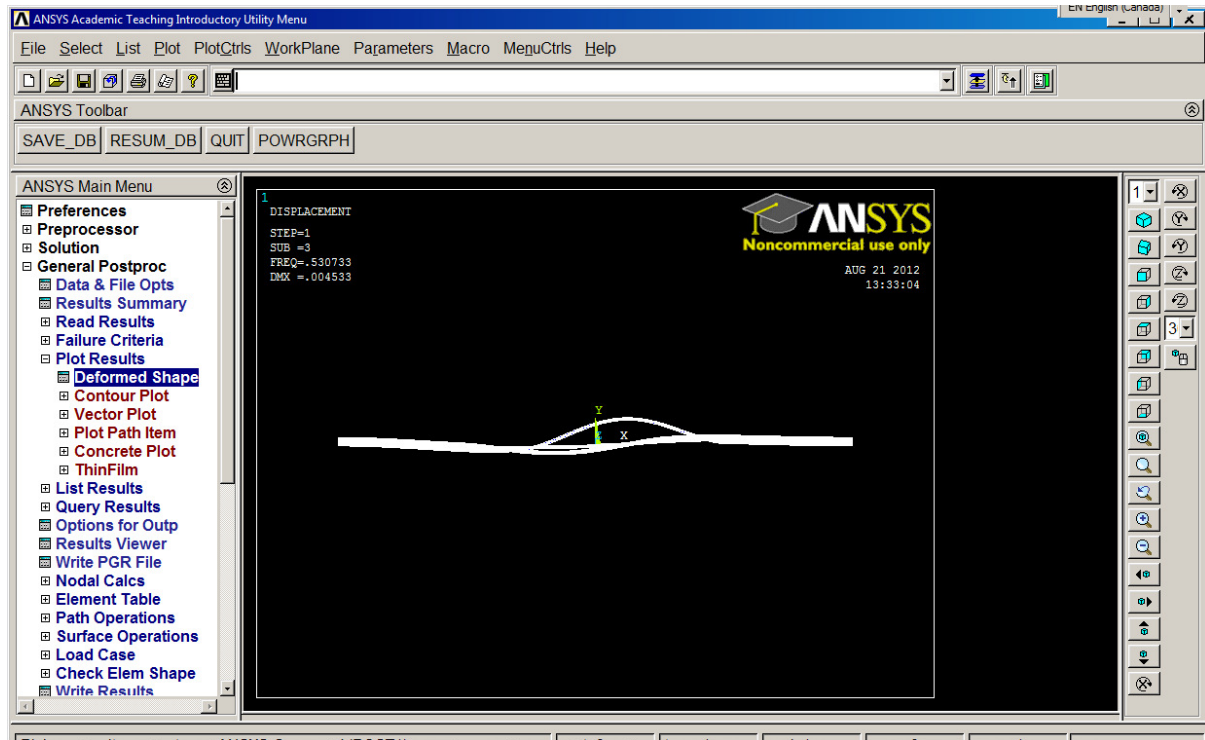 EN English (Canada)
ANSYS Academic Teaching Introductory Utility Menu
File Select List Plot PlotCtrls WorkPlane Parameters Macro MenuCtrls Help
ANSYS Toolbar
SAVE_DB RESUM_DB QUIT POWRGRPH
ANSYS Main Menu
Preferences
Preprocessor
Solution
General Postproc
Data & File Opts
Results Summary
Read Results
Failure Criteria
Plot Results
Deformed Shape
Contour Plot
Vector Plot
Plot Path Item
Concrete Plot
ThinFilm
List Results
Query Results
Options for Outp
Results Viewer
Write PGR File
Nodal Calcs
Element Table
Path Operations
Surface Operations
Load Case
Check Elem Shape
Write Results
1
DISPLACEMENT
STEP=1
SUB =3
FREQ=.530733
DMX =.004533
ANSYS
Noncommercial use only
AUG 21 2012
13:33:04
Y
X
1
3